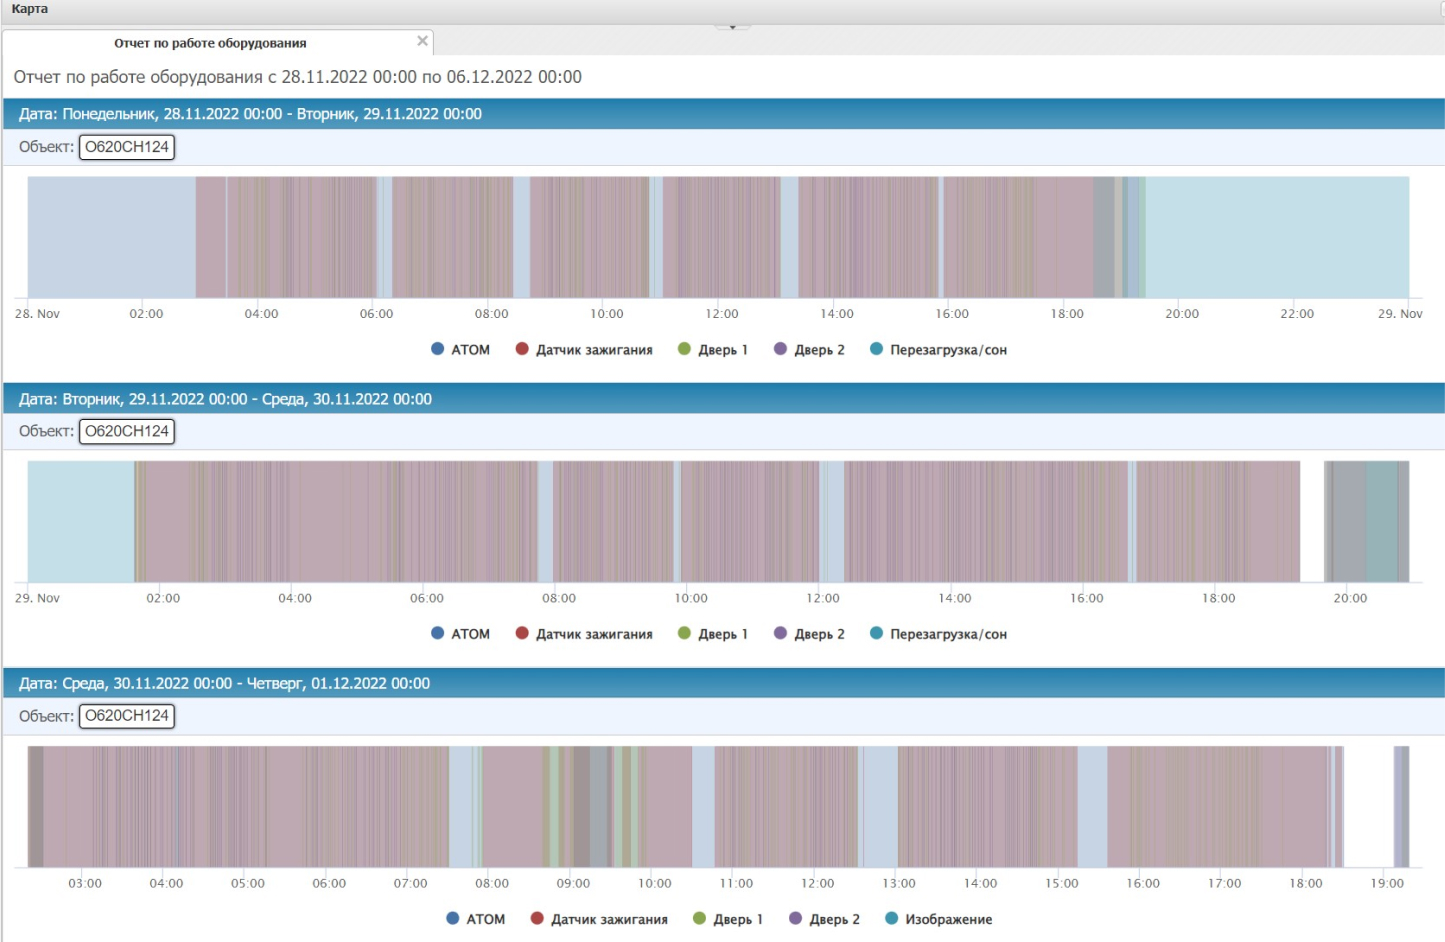 Карта
Отчет по работе оборудования
Отчет по работе оборудования с 28.11.2022 00:00 по 06.12.2022 00:00
Дата: Понедельник, 28.11.2022 00:00 - Вторник, 29.11.2022 00:00
Объект: О620СН124
28. Nov 02:00 04:00 06:00 08:00 10:00 12:00 14:00 16:00 18:00 20:00 22:00 29. Nov
АТОМ Датчик зажигания Дверь 1 Дверь 2 Перезагрузка/сон
Дата: Вторник, 29.11.2022 00:00 - Среда, 30.11.2022 00:00
Объект: О620СН124
29. Nov 02:00 04:00 06:00 08:00 10:00 12:00 14:00 16:00 18:00 20:00
АТОМ Датчик зажигания Дверь 1 Дверь 2 Перезагрузка/сон
Дата: Среда, 30.11.2022 00:00 - Четверг, 01.12.2022 00:00
Объект: О620СН124
03:00 04:00 05:00 06:00 07:00 08:00 09:00 10:00 11:00 12:00 13:00 14:00 15:00 16:00 17:00 18:00 19:00
АТОМ Датчик зажигания Дверь 1 Дверь 2 Изображение